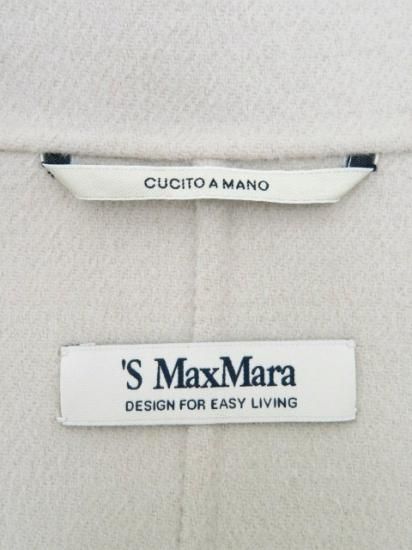 CUCITO A MANO
'S MaxMara
DESIGN FOR EASY LIVING